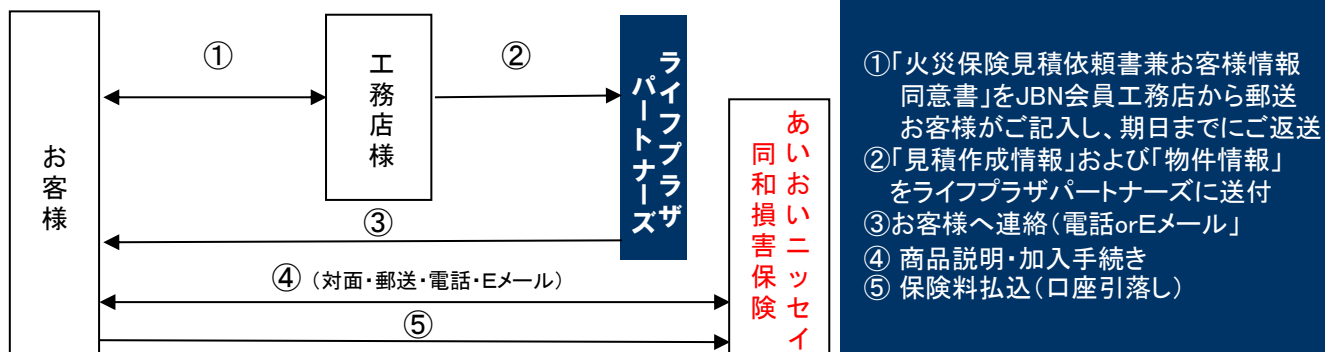 お客様
①
工務店様
②
ライフプラザ
パートナーズ
あいおいニッセイ
同和損害保険
③
④ （対面・郵送・電話・Eメール）
⑤
①「火災保険見積依頼書兼お客様情報
同意書」をJBN会員工務店から郵送
お客様がご記入し、期日までにご返送
②「見積作成情報」および「物件情報」
をライフプラザパートナーズに送付
③お客様へ連絡（電話orEメール」
④ 商品説明・加入手続き
⑤ 保険料払込（口座引落し）